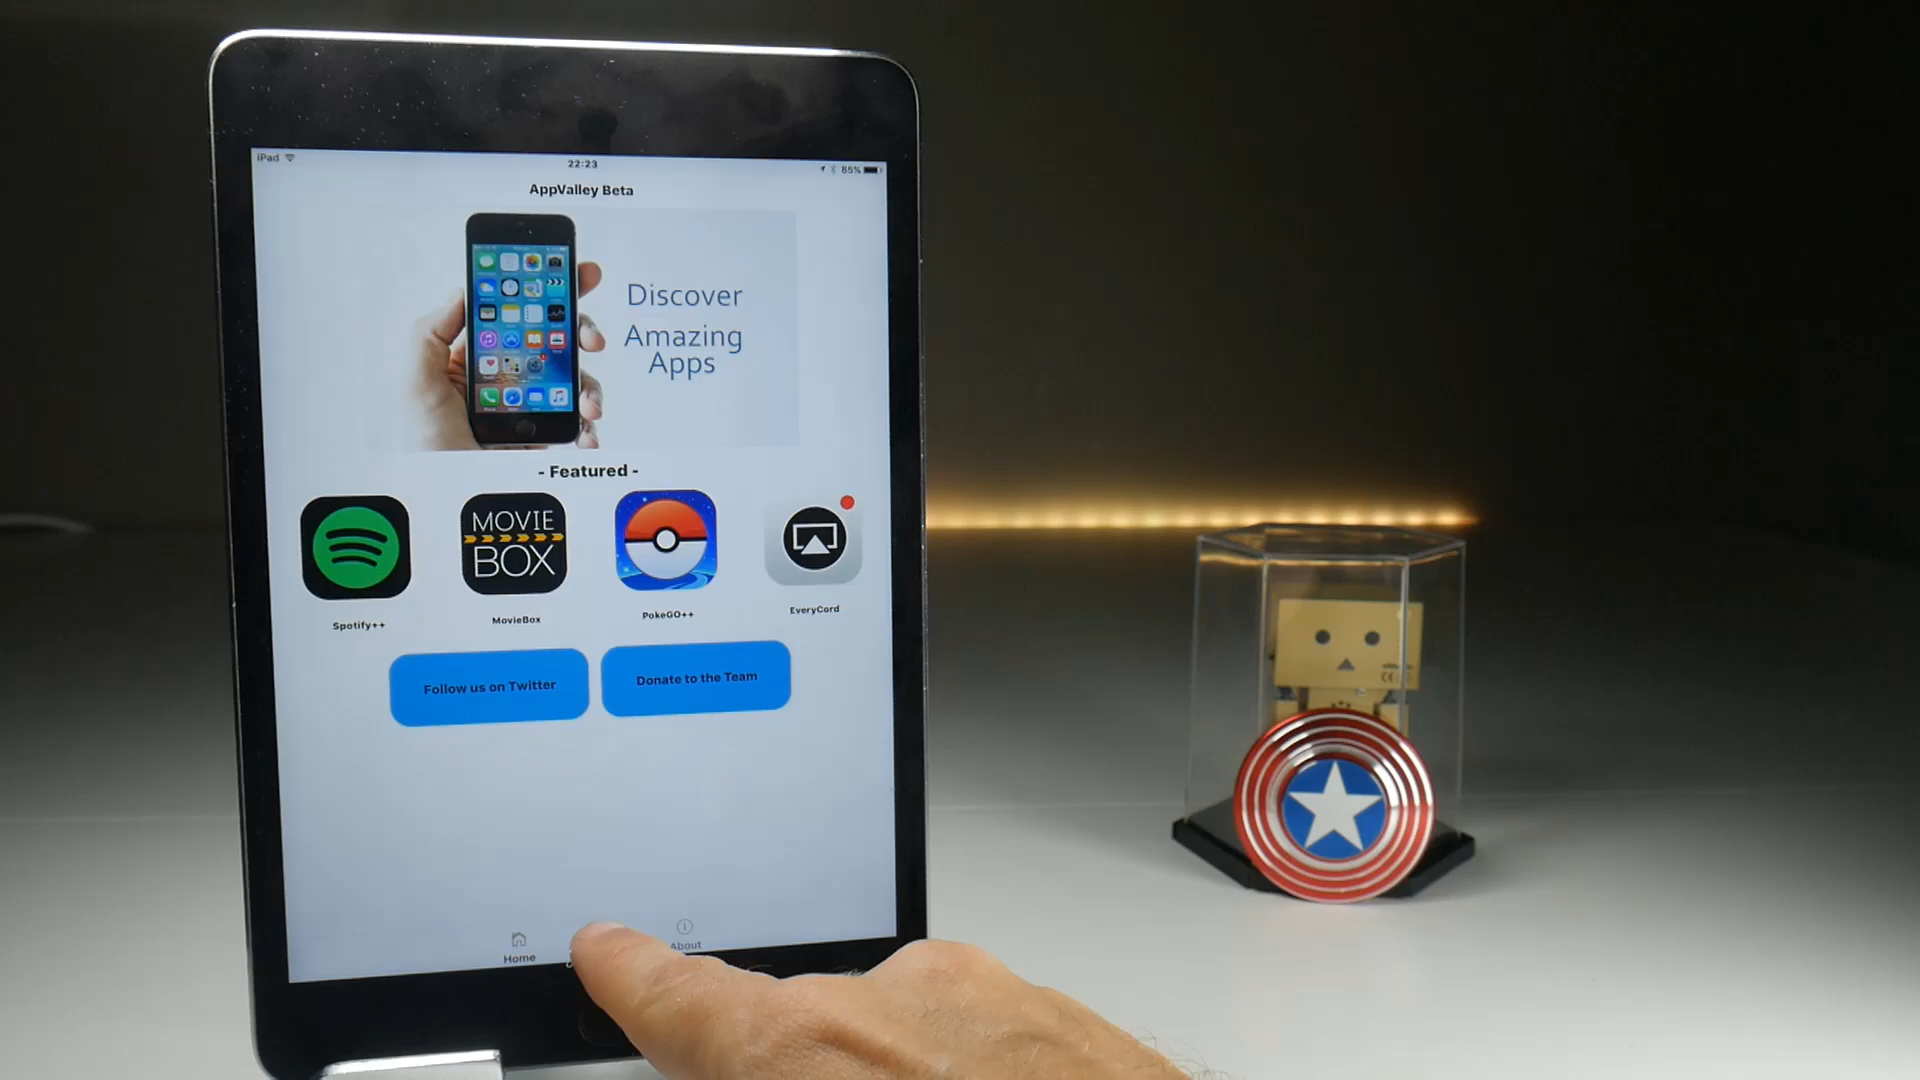 iPad
22:23
85%
AppValley Beta
Discover
Amazing
Apps
- Featured -
MOVIE
BOX
Spotify++
MovieBox
PokeGO++
EveryCord
Follow us on Twitter
Donate to the Team
Home
About